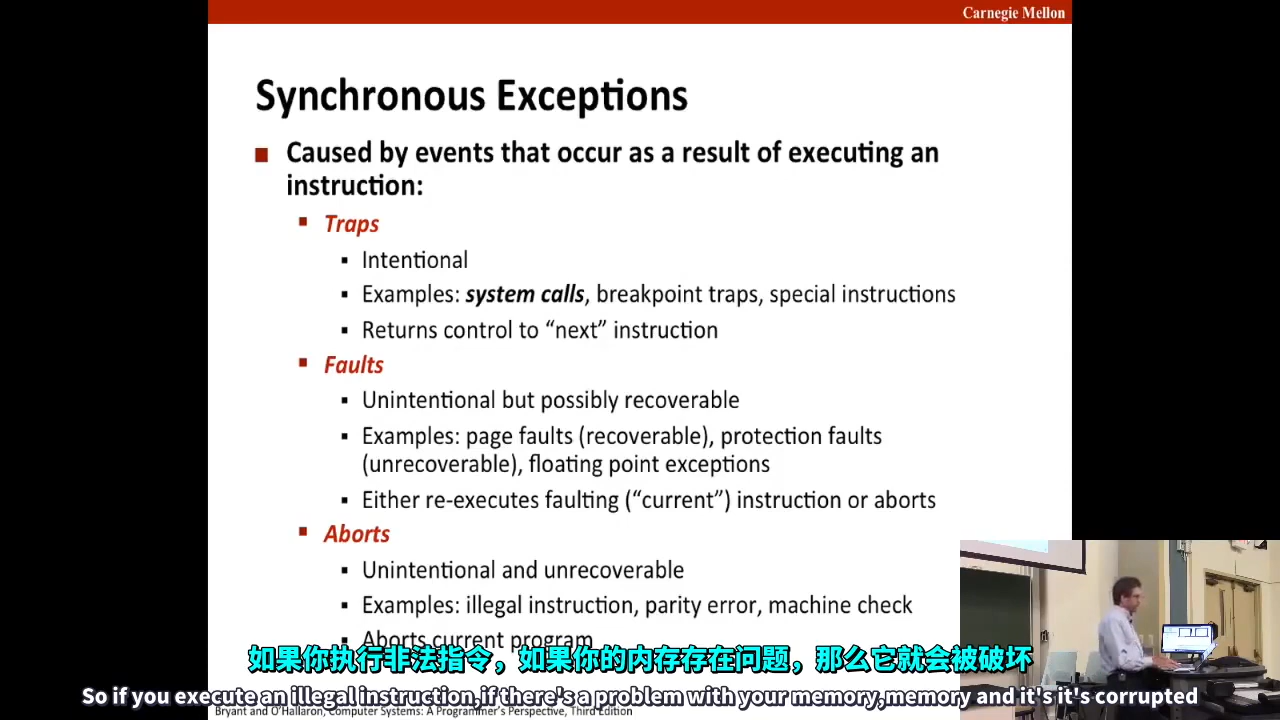 Carnegie Mellon
Synchronous Exceptions
Caused by events that occur as a result of executing an
instruction:
Traps
Intentional
Examples: system calls, breakpoint traps, special instructions
Returns control to “next” instruction
Faults
Unintentional but possibly recoverable
Examples: page faults (recoverable), protection faults
(unrecoverable), floating point exceptions
Either re-executes faulting (“current”) instruction or aborts
Aborts
Unintentional and unrecoverable
Examples: illegal instruction, parity error, machine check
Aborts current program
如果你执行非法指令，如果你的内存存在问题，那么它就会被破坏
So if you execute an illegal instruction,if there's a problem with your memory,memory and it's it's corrupted
Bryant and O'Hallaron, Computer Systems: A Programmer's Perspective, Third Edition